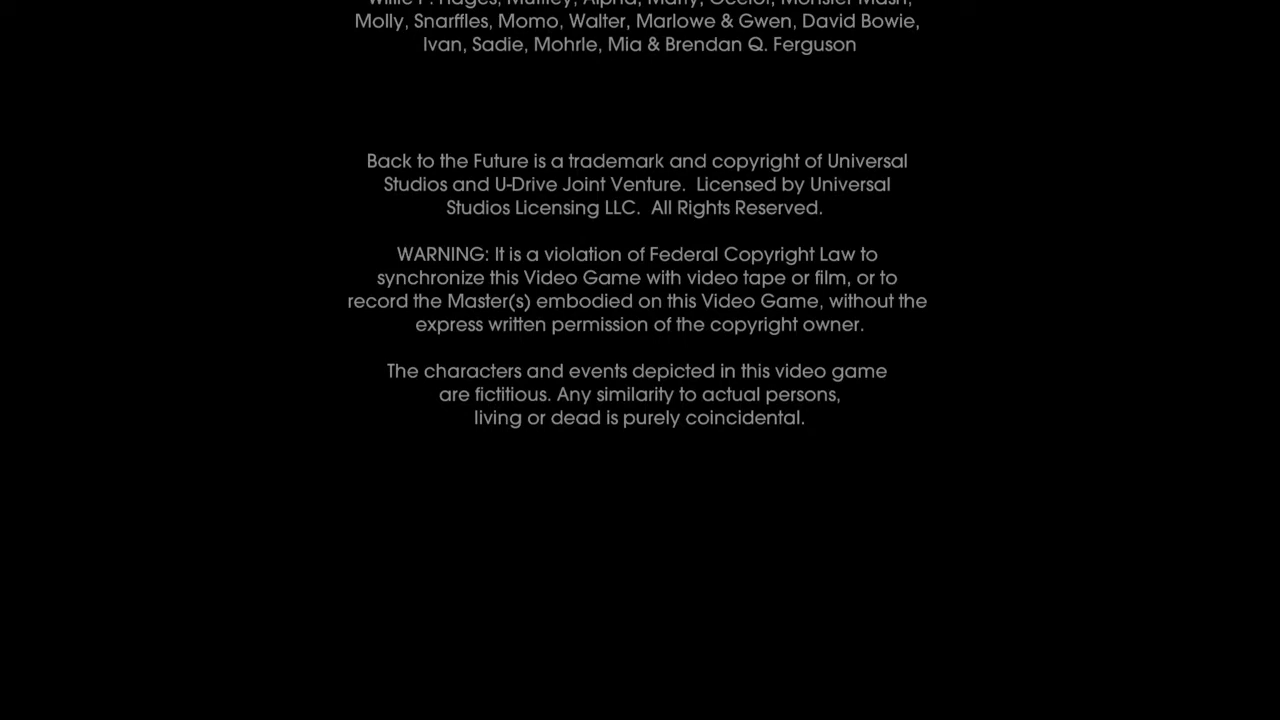 Molly, Snarffles, Momo, Walter, Marlowe & Gwen, David Bowie,
Ivan, Sadie, Mohrle, Mia & Brendan Q. Ferguson
Back to the Future is a trademark and copyright of Universal
Studios and U-Drive Joint Venture.  Licensed by Universal
Studios Licensing LLC.  All Rights Reserved.
WARNING: It is a violation of Federal Copyright Law to
synchronize this Video Game with video tape or film, or to
record the Master(s) embodied on this Video Game, without the
express written permission of the copyright owner.
The characters and events depicted in this video game
are fictitious. Any similarity to actual persons,
living or dead is purely coincidental.